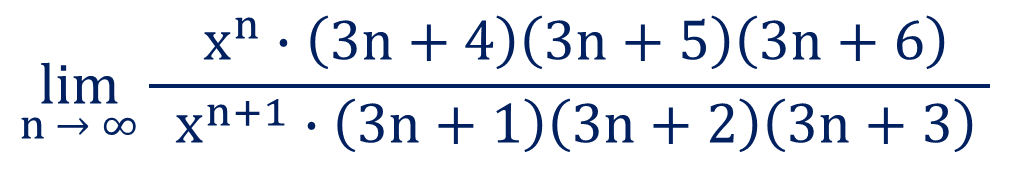 lim n → ∞ xⁿ · (3n + 4)(3n + 5)(3n + 6)
xⁿ⁺¹ · (3n + 1)(3n + 2)(3n + 3)